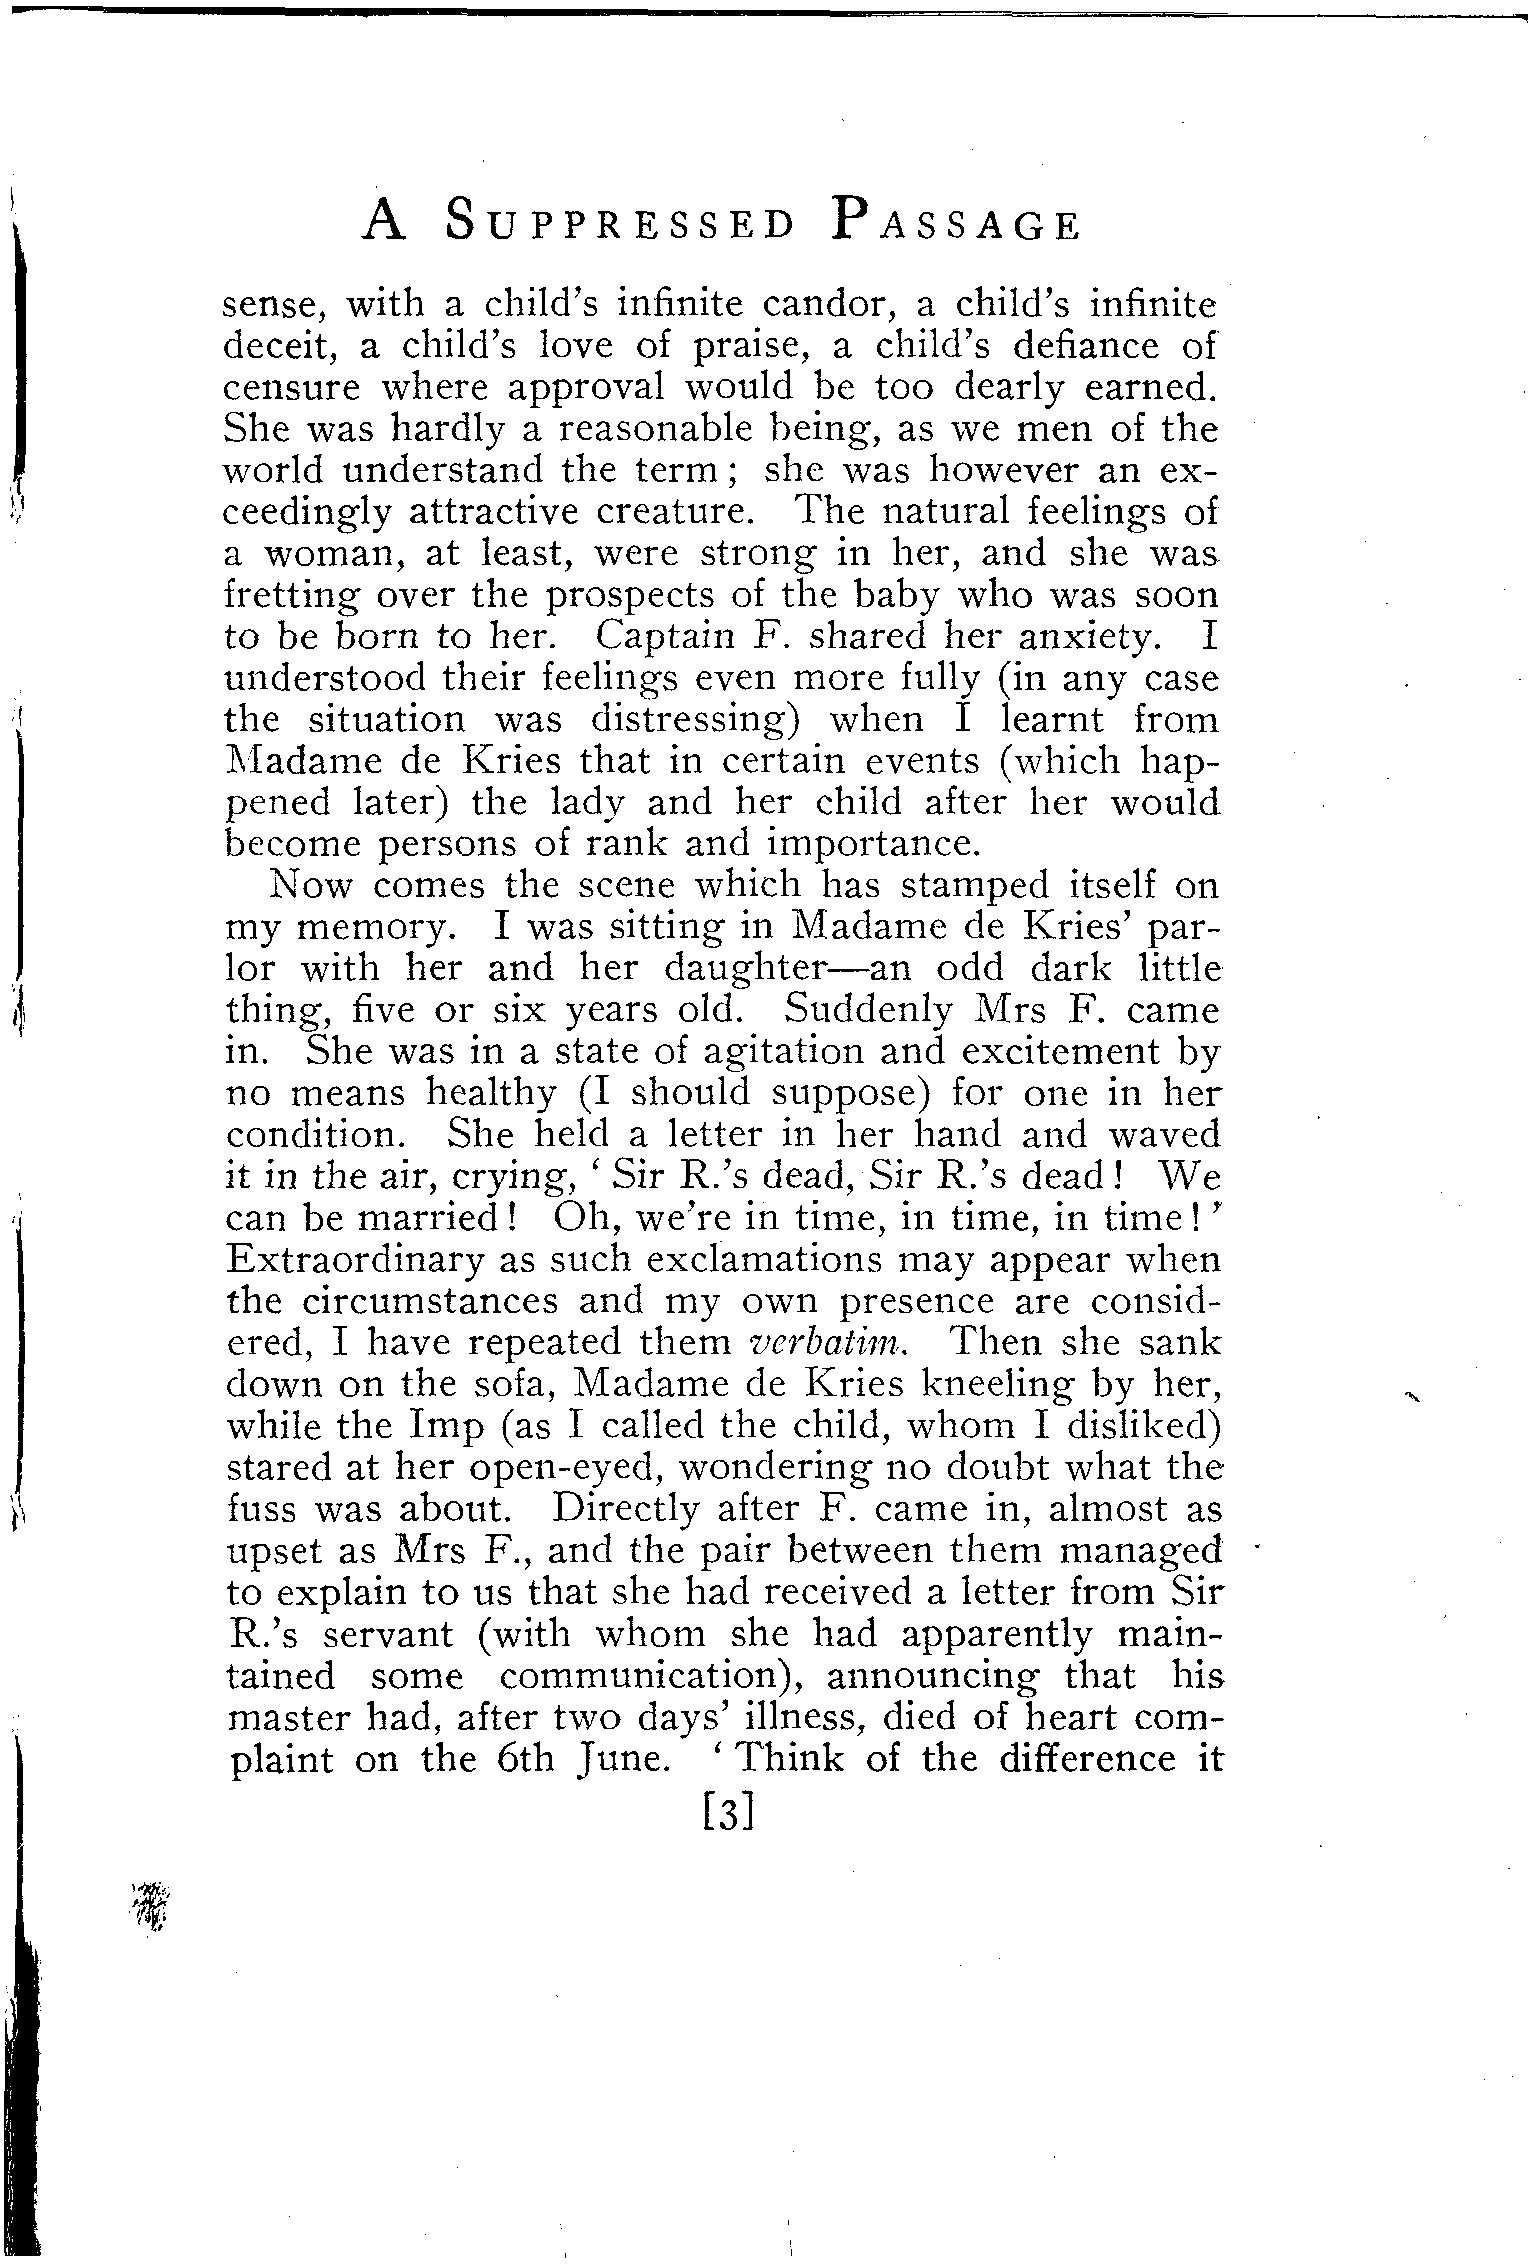 A SUPPRESSED PASSAGE
sense, with a child's infinite candor, a child's infinite
deceit, a child's love of praise, a child's defiance of
censure where approval would be too dearly earned.
She was hardly a reasonable being, as we men of the
world understand the term; she was however an ex-
ceedingly attractive creature. The natural feelings of
a woman, at least, were strong in her, and she was
fretting over the prospects of the baby who was soon
to be born to her. Captain F. shared her anxiety. I
understood their feelings even more fully (in any case
the situation was distressing) when I learnt from
Madame de Kries that in certain events (which hap-
pened later) the lady and her child after her would
become persons of rank and importance.
Now comes the scene which has stamped itself on
my memory. I was sitting in Madame de Kries' par-
lor with her and her daughter—an odd dark little
thing, five or six years old. Suddenly Mrs F. came
in. She was in a state of agitation and excitement by
no means healthy (I should suppose) for one in her
condition. She held a letter in her hand and waved
it in the air, crying, ' Sir R.'s dead, Sir R.'s dead! We
can be married! Oh, we're in time, in time, in time!'
Extraordinary as such exclamations may appear when
the circumstances and my own presence are consid-
ered, I have repeated them verbatim. Then she sank
down on the sofa, Madame de Kries kneeling by her,
while the Imp (as I called the child, whom I disliked)
stared at her open-eyed, wondering no doubt what the
fuss was about. Directly after F. came in, almost as
upset as Mrs F., and the pair between them managed
to explain to us that she had received a letter from Sir
R.'s servant (with whom she had apparently main-
tained some communication), announcing that his
master had, after two days' illness, died of heart com-
plaint on the 6th June. ' Think of the difference it
[3]